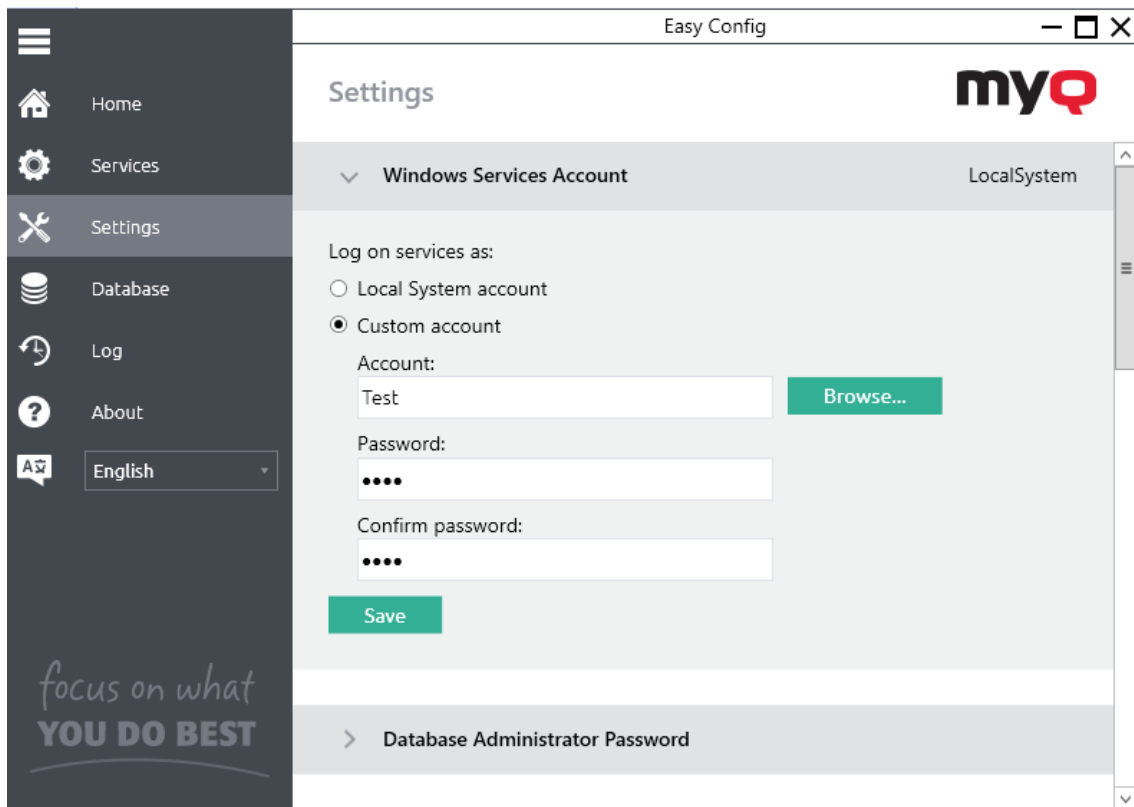 Easy Config
Home
Services
Settings
Database
Log
About
A
English
focus on what
YOU DO BEST
Settings
myQ
Windows Services Account LocalSystem
Log on services as:
Local System account
Custom account
Account:
Test Browse...
Password:
••••
Confirm password:
••••
Save
Database Administrator Password